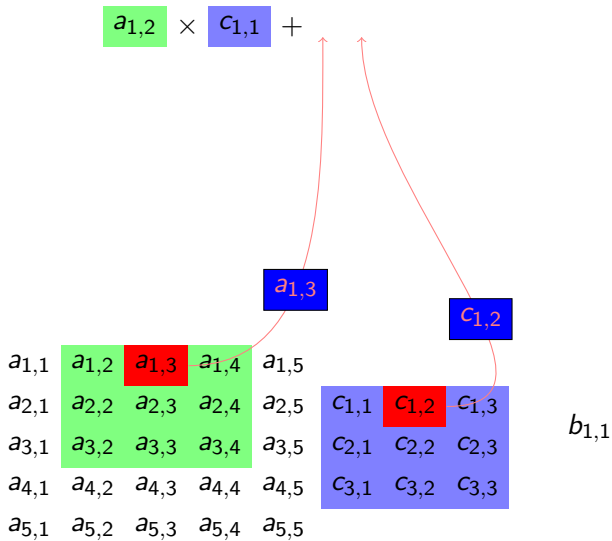 a1,2 × c1,1 +
a1,3
c1,2
a1,1 a1,2 a1,3 a1,4 a1,5
a2,1 a2,2 a2,3 a2,4 a2,5
a3,1 a3,2 a3,3 a3,4 a3,5
a4,1 a4,2 a4,3 a4,4 a4,5
a5,1 a5,2 a5,3 a5,4 a5,5
c1,1 c1,2 c1,3
c2,1 c2,2 c2,3
c3,1 c3,2 c3,3
b1,1